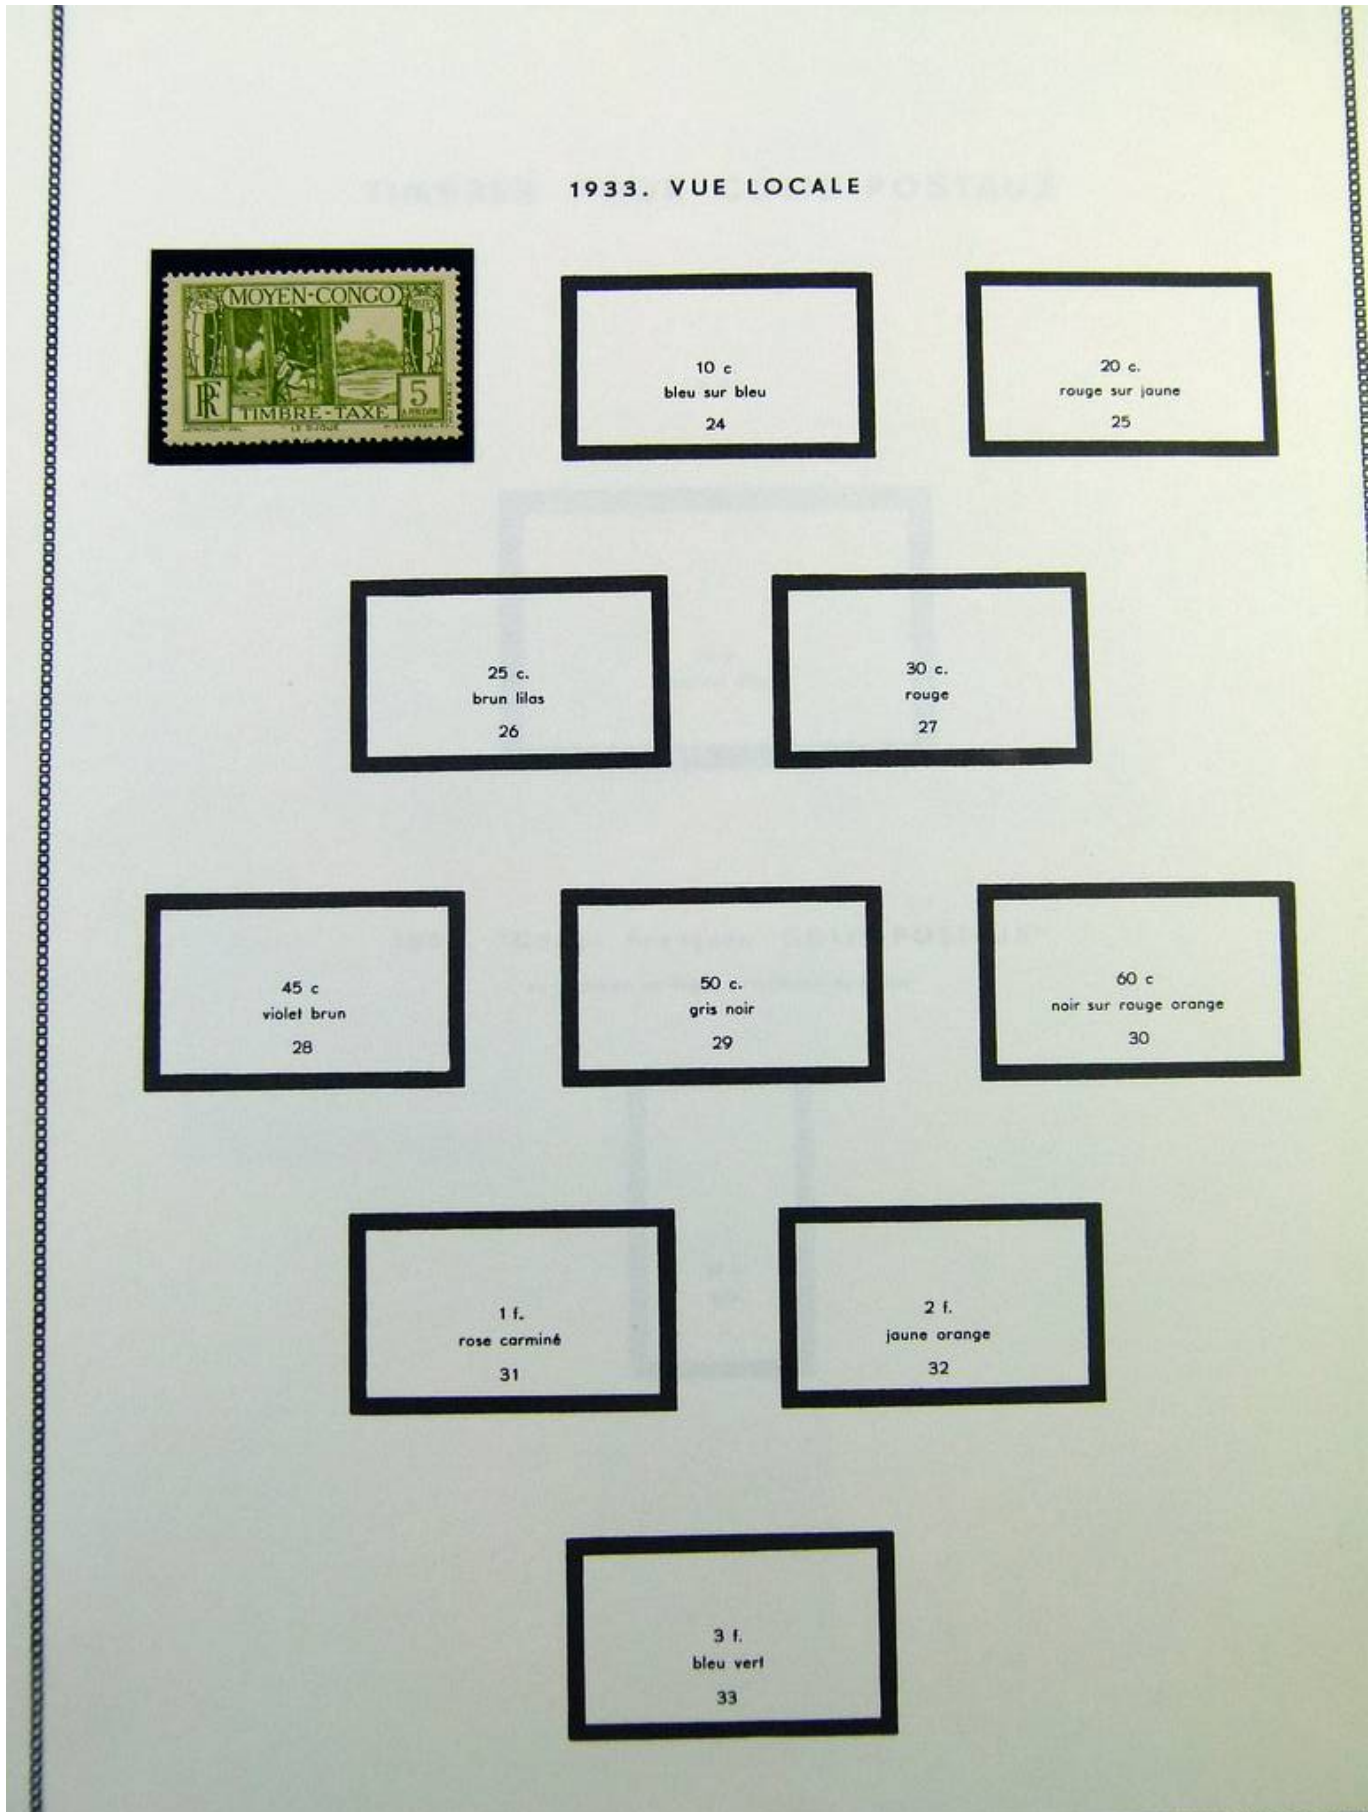 1933. VUE LOCALE
MOYEN-CONGO
RF
5
TIMBRE-TAXE
LE DJOUÉ
10 c
bleu sur bleu
24
20 c.
rouge sur jaune
25
25 c.
brun lilas
26
30 c.
rouge
27
45 c
violet brun
28
50 c.
gris noir
29
60 c
noir sur rouge orange
30
1 f.
rose carminé
31
2 f.
jaune orange
32
3 f.
bleu vert
33